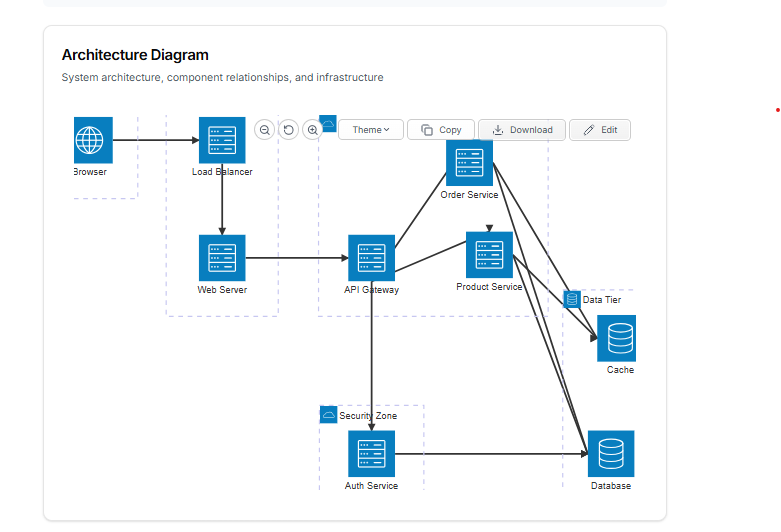 Architecture Diagram
System architecture, component relationships, and infrastructure
Theme
Copy
Download
Edit
Browser
Load Balancer
Order Service
Web Server
API Gateway
Product Service
Data Tier
Cache
Security Zone
Auth Service
Database